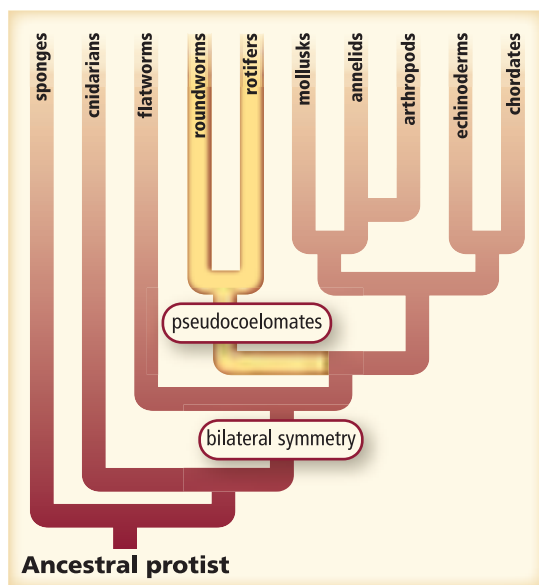 sponges
cnidarians
flatworms
roundworms
rotifers
mollusks
annelids
arthropods
echinoderms
chordates
pseudocoelomates
bilateral symmetry
Ancestral protist